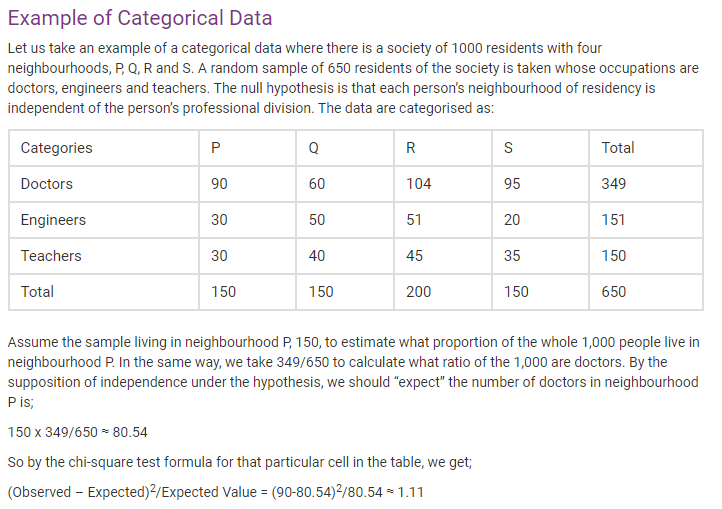 Example of Categorical Data
Let us take an example of a categorical data where there is a society of 1000 residents with four
neighbourhoods, P, Q, R and S. A random sample of 650 residents of the society is taken whose occupations are
doctors, engineers and teachers. The null hypothesis is that each person’s neighbourhood of residency is
independent of the person’s professional division. The data are categorised as:
Categories P Q R S Total
Doctors 90 60 104 95 349
Engineers 30 50 51 20 151
Teachers 30 40 45 35 150
Total 150 150 200 150 650
Assume the sample living in neighbourhood P, 150, to estimate what proportion of the whole 1,000 people live in
neighbourhood P. In the same way, we take 349/650 to calculate what ratio of the 1,000 are doctors. By the
supposition of independence under the hypothesis, we should “expect” the number of doctors in neighbourhood
P is;
150 x 349/650 ≈ 80.54
So by the chi-square test formula for that particular cell in the table, we get;
(Observed – Expected)²/Expected Value = (90-80.54)²/80.54 ≈ 1.11